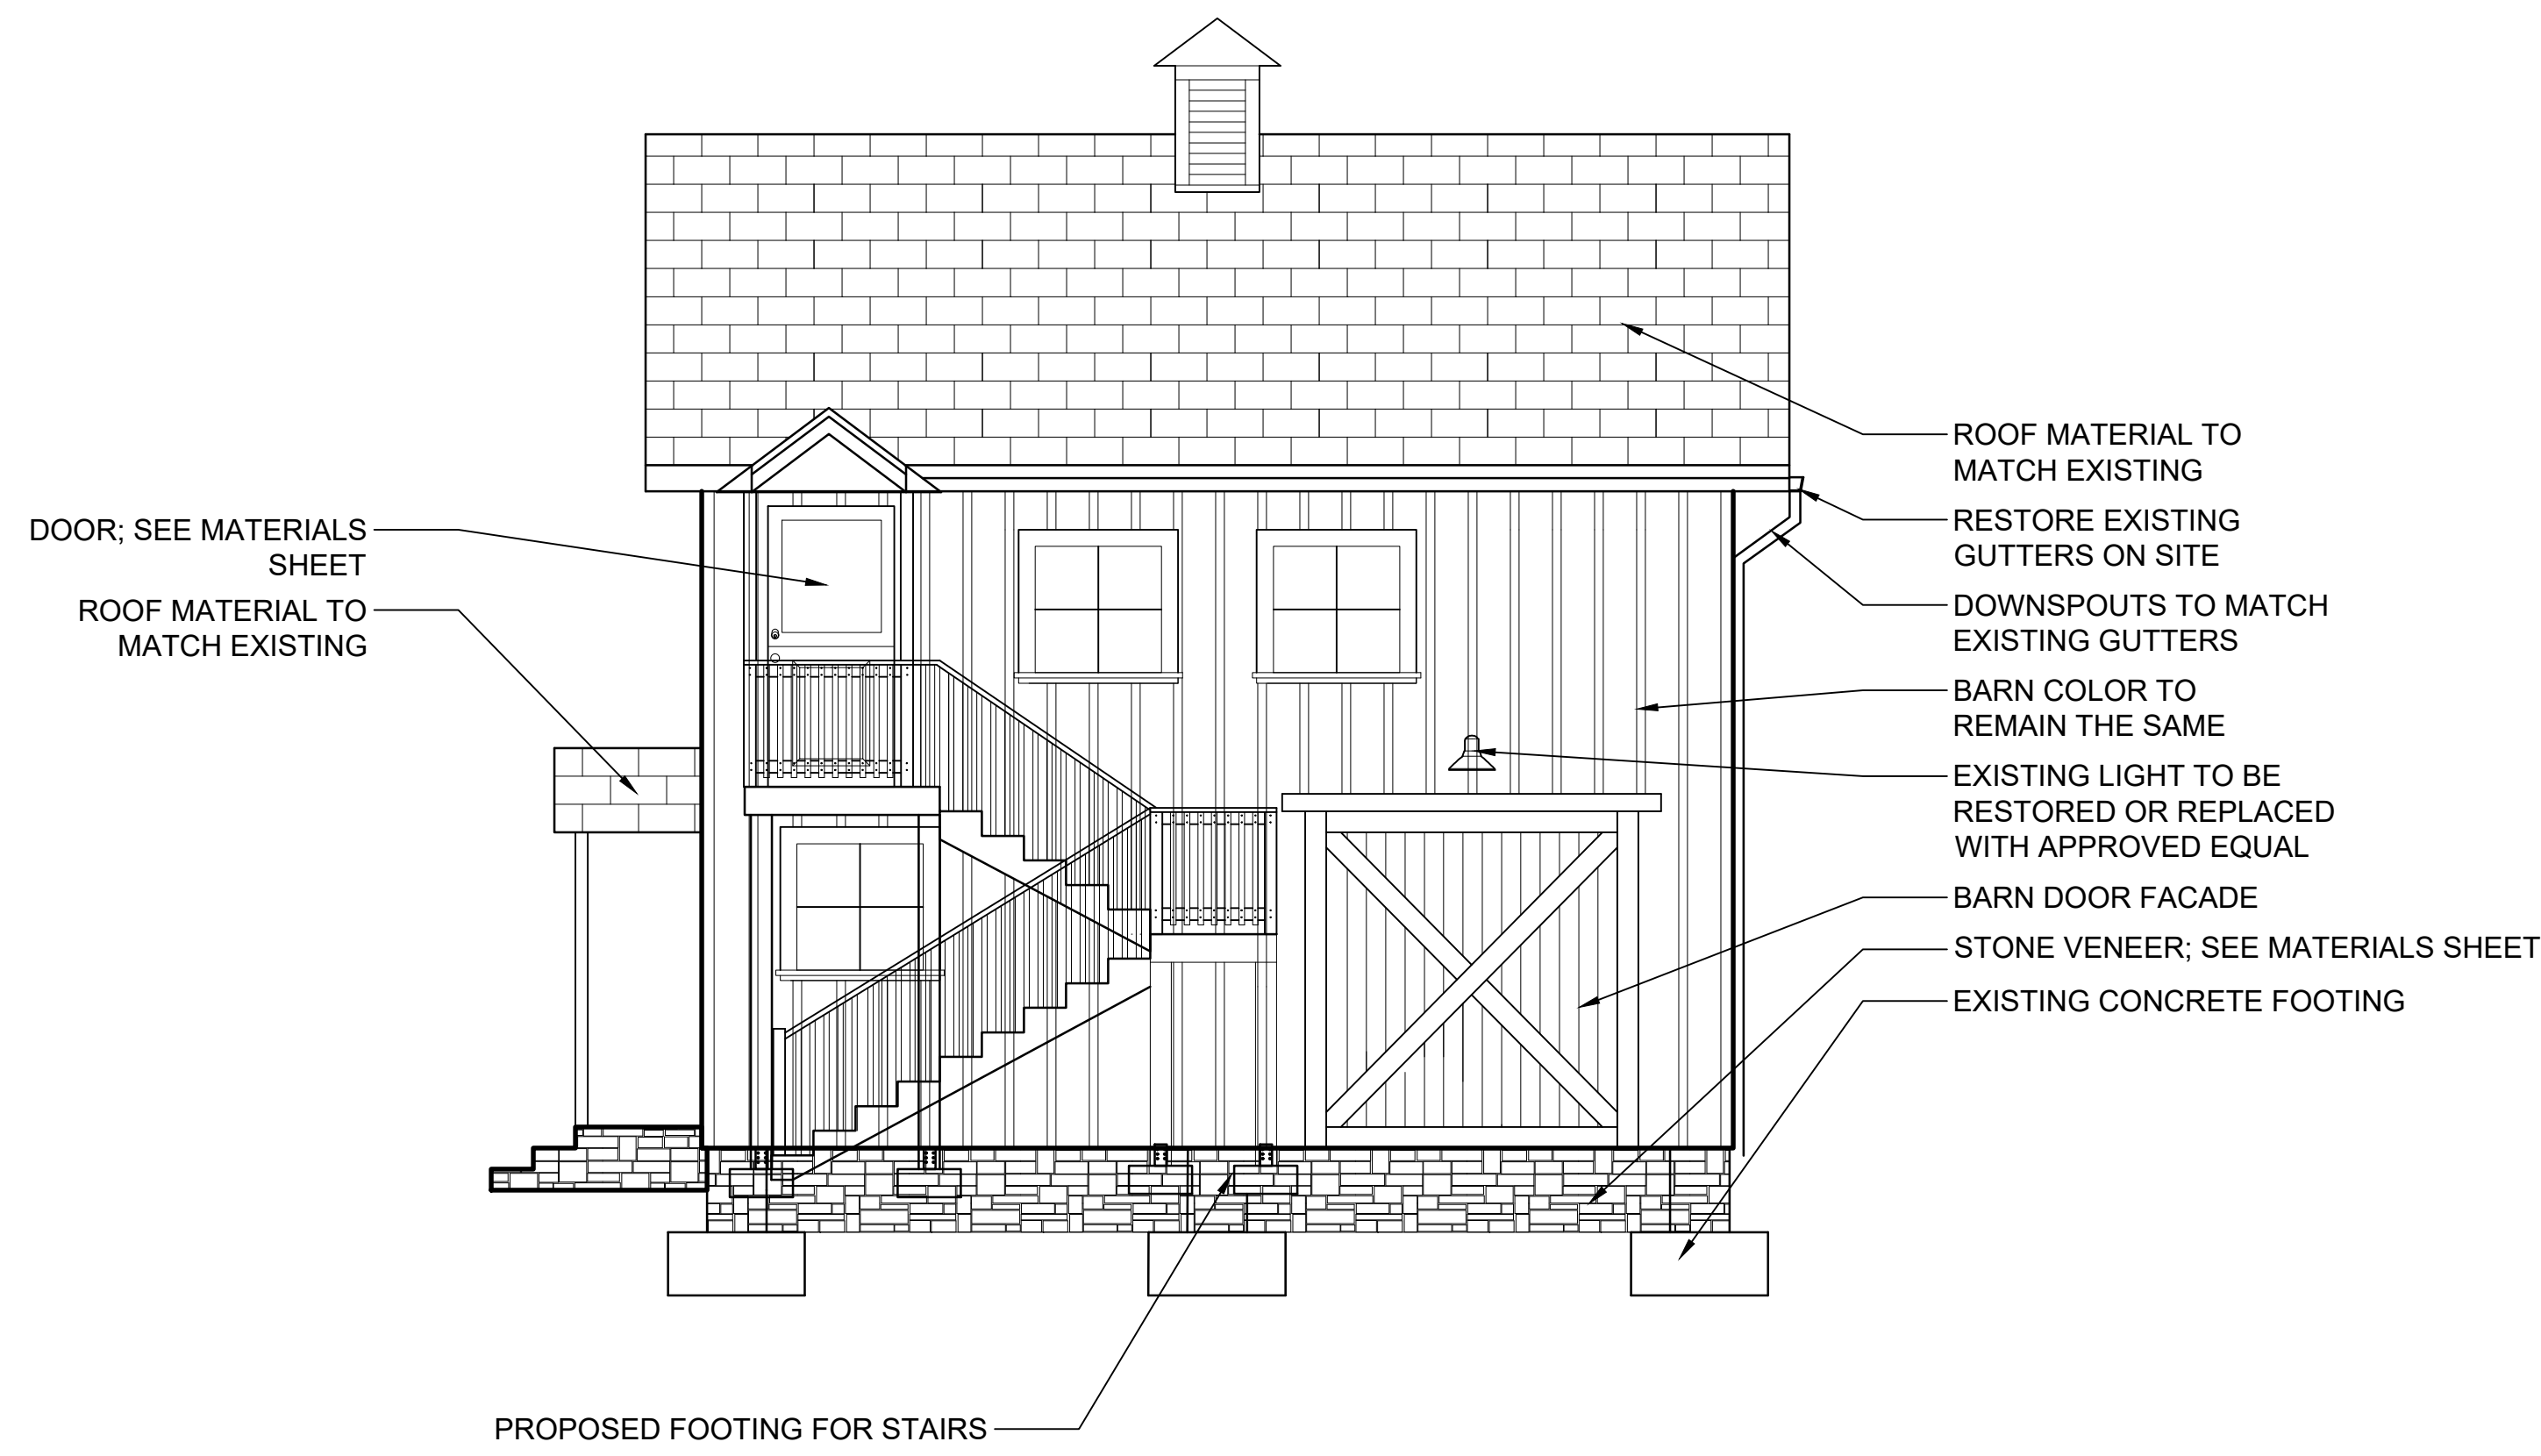 DOOR; SEE MATERIALS
SHEET
ROOF MATERIAL TO
MATCH EXISTING
ROOF MATERIAL TO
MATCH EXISTING
RESTORE EXISTING
GUTTERS ON SITE
DOWNSPOUTS TO MATCH
EXISTING GUTTERS
BARN COLOR TO
REMAIN THE SAME
EXISTING LIGHT TO BE
RESTORED OR REPLACED
WITH APPROVED EQUAL
BARN DOOR FACADE
STONE VENEER; SEE MATERIALS SHEET
EXISTING CONCRETE FOOTING
PROPOSED FOOTING FOR STAIRS